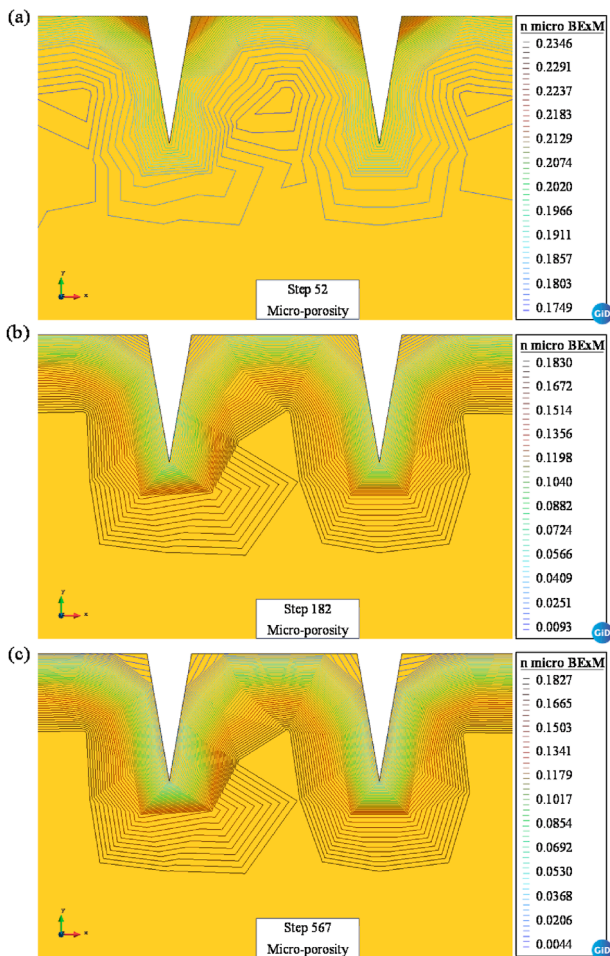 (a)
n micro BExM
0.2346
0.2291
0.2237
0.2183
0.2129
0.2074
0.2020
0.1966
0.1911
0.1857
0.1803
0.1749
y
x
Step 52
Micro-porosity
GiD
(b)
n micro BExM
0.1830
0.1672
0.1514
0.1356
0.1198
0.1040
0.0882
0.0724
0.0566
0.0409
0.0251
0.0093
y
x
Step 182
Micro-porosity
GiD
(c)
n micro BExM
0.1827
0.1665
0.1503
0.1341
0.1179
0.1017
0.0854
0.0692
0.0530
0.0368
0.0206
0.0044
y
x
Step 567
Micro-porosity
GiD